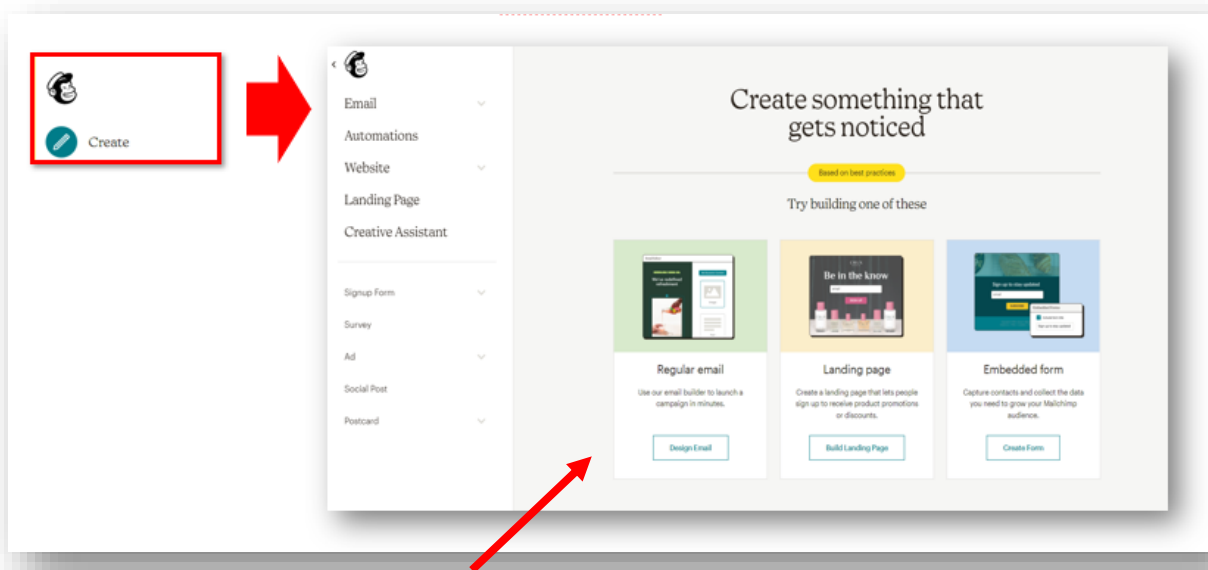 Create
Email
Automations
Website
Landing Page
Creative Assistant
Signup Form
Survey
Ad
Social Post
Postcard
Create something that
gets noticed
Based on best practices
Try building one of these
Regular email
Use our email builder to launch a
campaign in minutes.
Design Email
Be in the know
Landing page
Create a landing page that lets people
sign up to receive product promotions
or discounts.
Build Landing Page
Sign up to stay updated
Embedded form
Capture contacts and collect the data
you need to grow your Mailchimp
audience.
Create Form